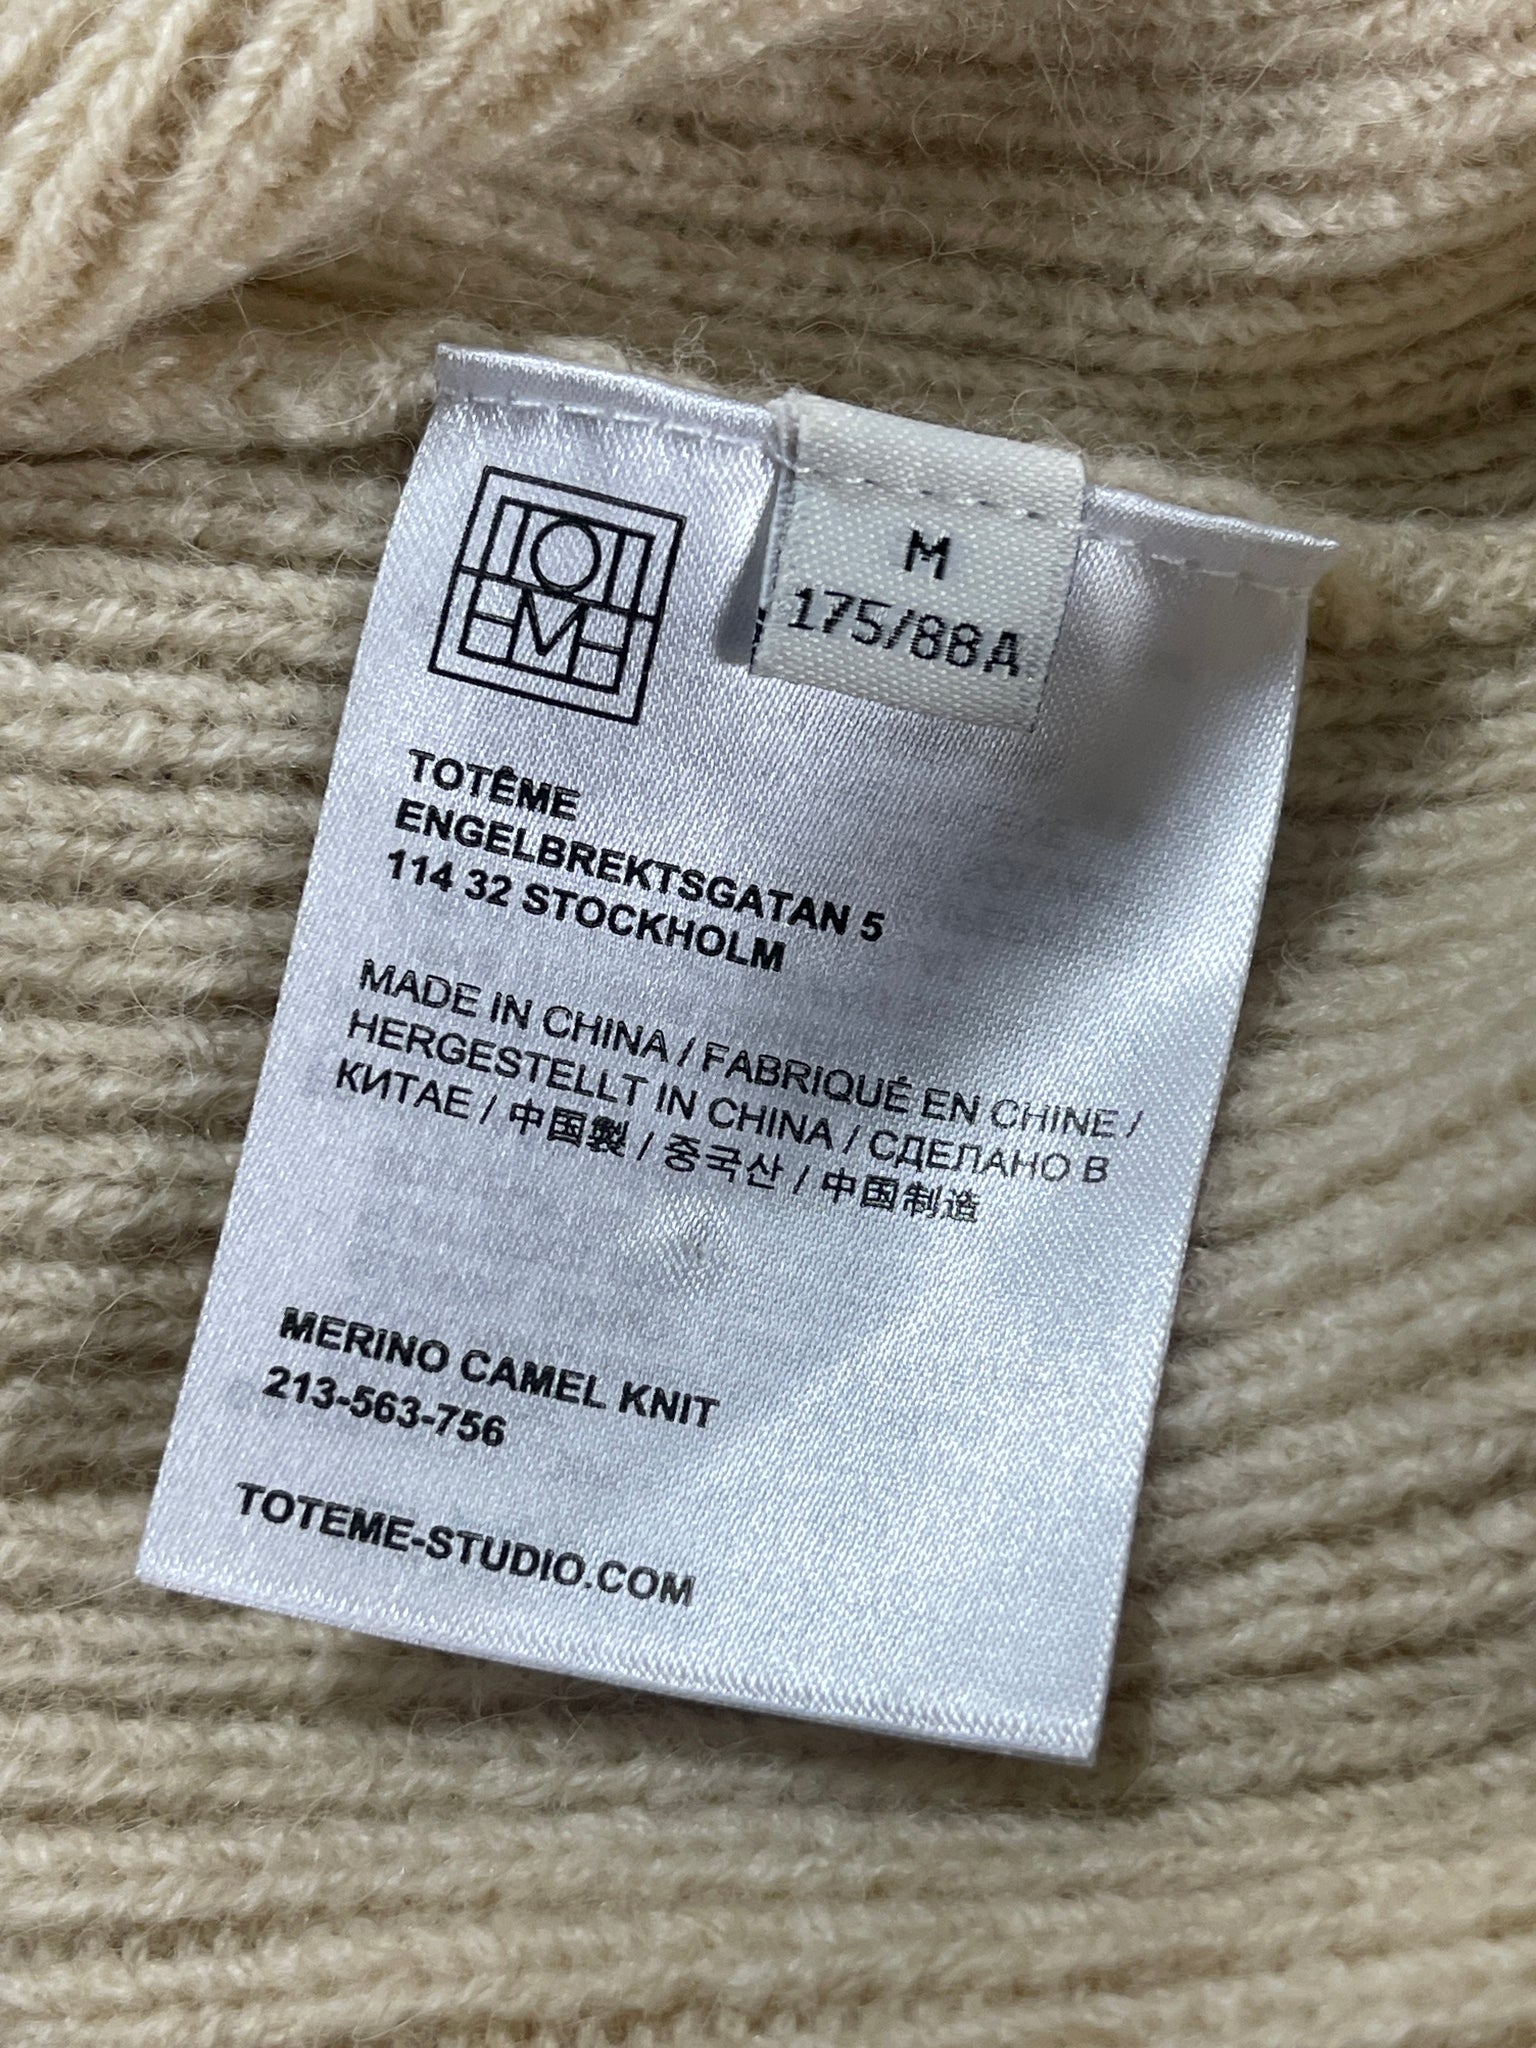 TOTEME
M
175/88A
TOTÊME
ENGELBREKTSGATAN 5
114 32 STOCKHOLM
MADE IN CHINA / FABRIQUÉ EN CHINE /
HERGESTELLT IN CHINA / СДЕЛАНО В
КИТАЕ / 中国製 / 중국산 / 中国制造
MERINO CAMEL KNIT
213-563-756
TOTEME-STUDIO.COM